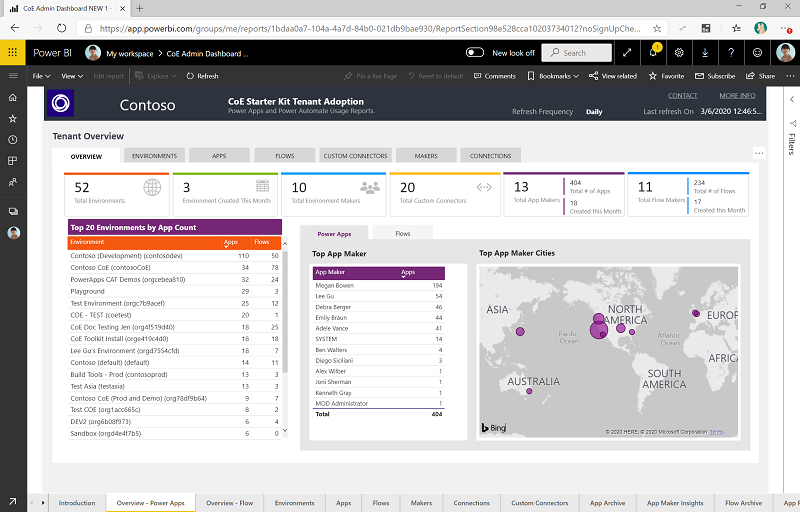 CoE Admin Dashboard NEW 1 -
https://app.powerbi.com/groups/me/reports/1bdaa0a7-104a-4a7d-84b0-021db9bae930/ReportSection98e528cca10203734012?noSignUpChe...
Power BI My workspace > CoE Admin Dashboard ... New look off Search 1
File View Edit report Explore Refresh Pin a live Page Reset to default Comments Bookmarks View related Favorite Subscribe Share
Contoso
CoE Starter Kit Tenant Adoption
Power Apps and Power Automate Usage Reports.
CONTACT MORE INFO
Refresh Frequency Daily Last refresh On 3/6/2020 12:46:5...
Filters
Tenant Overview
OVERVIEW ENVIRONMENTS APPS FLOWS CUSTOM CONNECTORS MAKERS CONNECTIONS
52
Total Environments
3
Environment Created This Month
10
Total Environment Makers
20
Total Custom Connectors
13
Total App Makers
404
Total # of Apps
18
Created this Month
11
Total Flow Makers
234
Total # of Flows
17
Created this Month
Top 20 Environments by App Count
Environment Apps Flows
Contoso (Development) (contosodev) 110 50
Contoso CoE (contosoCoE) 34 78
PowerApps CAT Demos (orgcebea810) 32 24
Playground 29 3
Test Environment (orgc7b9acef) 25 12
COE - TEST (coetest) 20 1
CoE Doc Testing Jen (org4f519d40) 18 25
CoE Toolkit Install (org419c4d0) 18 18
Lee Gu's Environment (orgd7554cfd) 18 7
Contoso (default) (default) 14 11
Build Tools - Prod (contosoprod) 13 3
Test Asia (testasia) 13 3
Contoso CoE (Prod and Demo) (org78df9b64) 9 7
Test COE (org1acc665c) 8 2
DEV2 (org6b08f973) 6 4
Sandbox (orgd4e4f7b5) 6 0
Power Apps Flows
Top App Maker
App Maker Apps
Megan Bowen 194
Lee Gu 54
Debra Berger 46
Emily Braun 44
Adele Vance 41
SYSTEM 14
Ben Walters 4
Diego Siciliani 3
Alex Wilber 1
Joni Sherman 1
Kenneth Gray 1
MOD Administrator 1
Total 404
Top App Maker Cities
ASIA
NORTH
AMERICA
EUROP
Pacific
Ocean
Atlantic
Ocean
AFRIC
SOUTH
AMERICA
AUSTRALIA
Bing
© 2020 HERE, © 2020 Microsoft Corporation
Introduction Overview - Power Apps Overview - Flow Environments Apps Flows Makers Connections Custom Connectors App Archive App Maker Insights Flow Archive App R